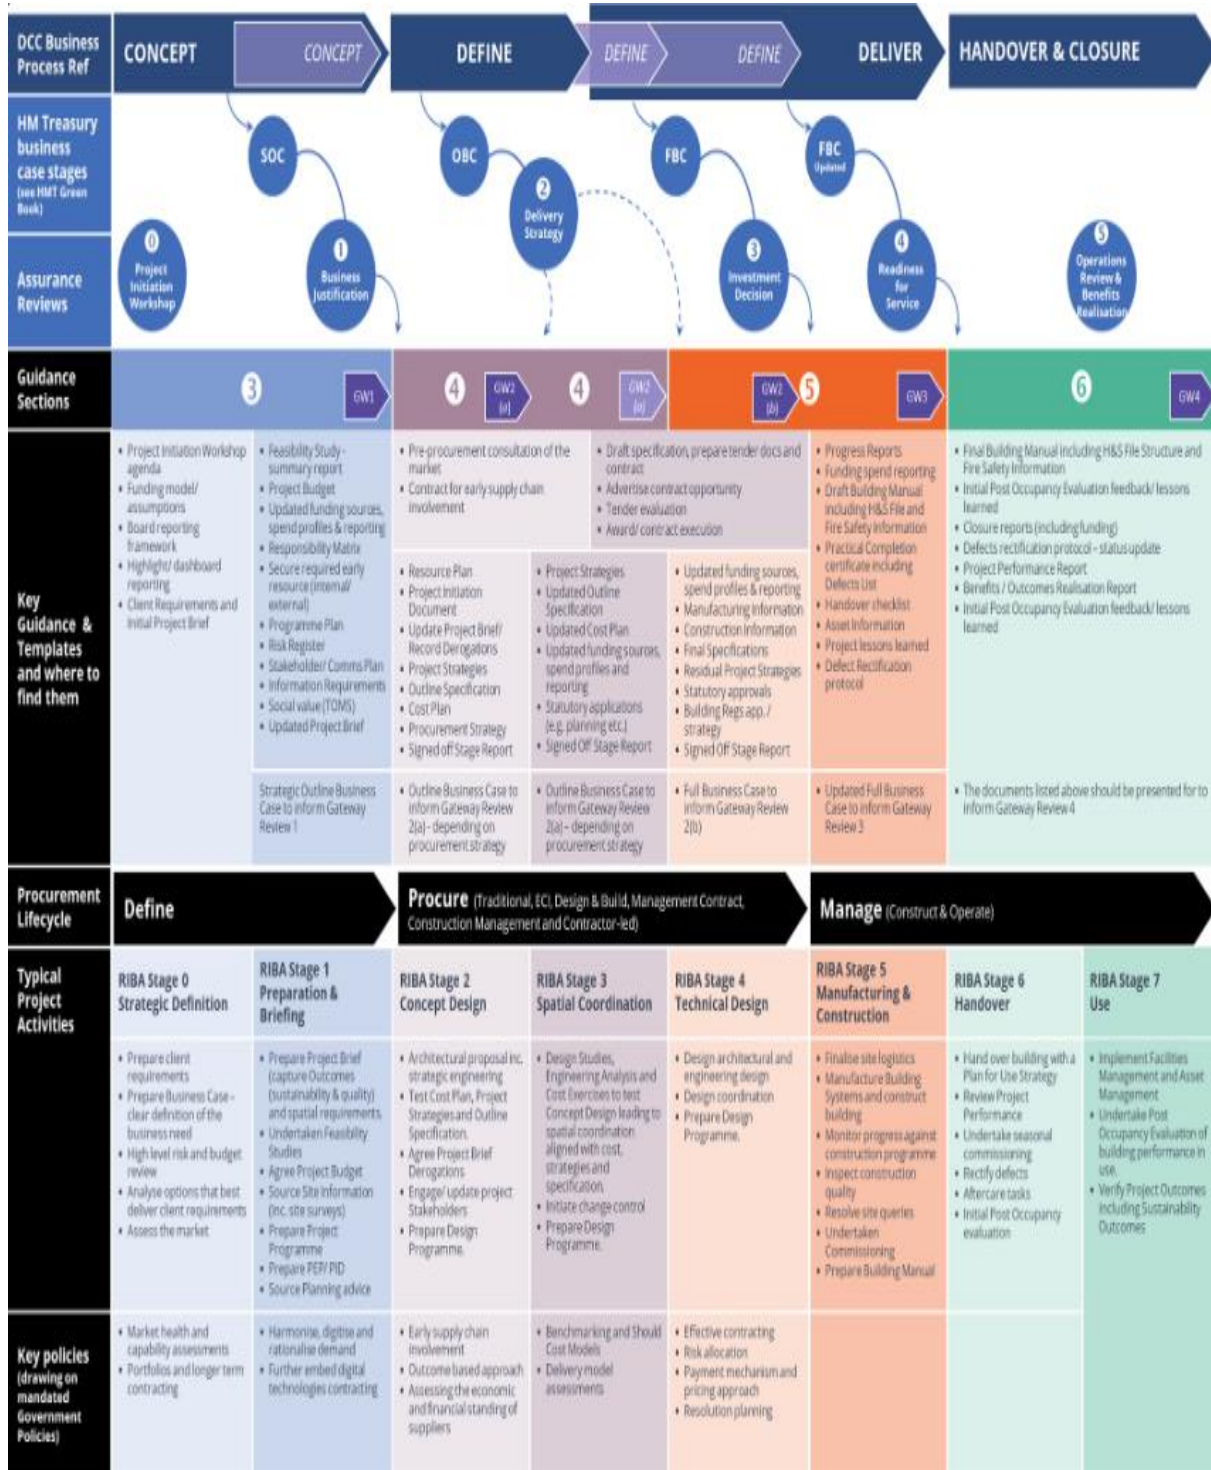 DCC Business
Process Ref
CONCEPT
CONCEPT
DEFINE
DEFINE
DEFINE
DELIVER
HANDOVER & CLOSURE
HM Treasury
business
case stages
(see HMT Green
Book)
SOC
OBC
FBC
FBC
Updated
Assurance
Reviews
0
Project
Initiation
Workshop
1
Business
Justification
2
Delivery
Strategy
3
Investment
Decision
4
Readiness
for
Service
5
Operations
Review &
Benefits
Realisation
Guidance
Sections
3
GW1
4
GW2
(a)
4
GW2
(a)
GW2
(b)
5
GW3
6
GW4
Key
Guidance &
Templates
and where to
find them
• Project Initiation Workshop
agenda
• Funding model/
assumptions
• Board reporting
framework
• Highlight/ dashboard
reporting
• Client Requirements and
Initial Project Brief
• Feasibility Study -
summary report
• Project Budget
• Updated funding sources,
spend profiles & reporting
• Responsibility Matrix
• Secure required early
resource (internal/
external)
• Programme Plan
• Risk Register
• Stakeholder/ Comms Plan
• Information Requirements
• Social value (TOMS)
• Updated Project Brief
Strategic Outline Business
Case to inform Gateway
Review 1
• Pre-procurement consultation of the
market
• Contract for early supply chain
involvement
• Draft specification, prepare tender docs and
contract
• Advertise contract opportunity
• Tender evaluation
• Award/ contract execution
• Resource Plan
• Project Initiation
Document
• Update Project Brief/
Record Derogations
• Project Strategies
• Outline Specification
• Cost Plan
• Procurement Strategy
• Signed off Stage Report
• Project Strategies
• Updated Outline
Specification
• Updated Cost Plan
• Updated funding sources,
spend profiles and
reporting
• Statutory applications
(e.g. planning etc.)
• Signed Off Stage Report
• Updated funding sources,
spend profiles & reporting
• Manufacturing Information
• Construction Information
• Final Specifications
• Residual Project Strategies
• Statutory approvals
• Building Regs app. /
strategy
• Signed Off Stage Report
• Progress Reports
• Funding spend reporting
• Draft Building Manual
including H&S File and
Fire Safety Information
• Practical Completion
certificate including
Defects List
• Handover checklist
• Asset Information
• Project lessons learned
• Defect Rectification
protocol
• Final Building Manual including H&S File Structure and
Fire Safety Information
• Initial Post Occupancy Evaluation feedback/ lessons
learned
• Closure reports (including funding)
• Defects rectification protocol – status update
• Project Performance Report
• Benefits / Outcomes Realisation Report
• Initial Post Occupancy Evaluation feedback/ lessons
learned
• Outline Business Case to
inform Gateway Review
2(a) - depending on
procurement strategy
• Outline Business Case to
inform Gateway Review
2(a) – depending on
procurement strategy
• Full Business Case to
inform Gateway Review
2(b)
• Updated Full Business
Case to inform Gateway
Review 3
• The documents listed above should be presented for to
inform Gateway Review 4
Procurement
Lifecycle
Define
Procure (Traditional, ECI, Design & Build, Management Contract,
Construction Management and Contractor-led)
Manage (Construct & Operate)
Typical
Project
Activities
RIBA Stage 0
Strategic Definition
RIBA Stage 1
Preparation &
Briefing
RIBA Stage 2
Concept Design
RIBA Stage 3
Spatial Coordination
RIBA Stage 4
Technical Design
RIBA Stage 5
Manufacturing &
Construction
RIBA Stage 6
Handover
RIBA Stage 7
Use
• Prepare client
requirements
• Prepare Business Case -
clear definition of the
business need
• High level risk and budget
review
• Analyse options that best
deliver client requirements
• Assess the market
• Prepare Project Brief
(capture Outcomes
(sustainability & quality)
and spatial requirements.
• Undertaken Feasibility
Studies
• Agree Project Budget
• Source Site Information
(inc. site surveys)
• Prepare Project
Programme
• Prepare PEP/ PID
• Source Planning advice
• Architectural proposal inc.
strategic engineering
• Test Cost Plan, Project
Strategies and Outline
Specification.
• Agree Project Brief
Derogations
• Engage/ update project
Stakeholders
• Prepare Design
Programme.
• Design Studies,
Engineering Analysis and
Cost Exercises to test
Concept Design leading to
spatial coordination
aligned with cost,
strategies and
specification.
• Initiate change control
• Prepare Design
Programme.
• Design architectural and
engineering design
• Design coordination
• Prepare Design
Programme.
• Finalise site logistics
• Manufacture Building
Systems and construct
building
• Monitor progress against
construction programme
• Inspect construction
quality
• Resolve site queries
• Undertaken
Commissioning
• Prepare Building Manual
• Hand over building with a
Plan for Use Strategy
• Review Project
Performance
• Undertake seasonal
commissioning
• Rectify defects
• Aftercare tasks
• Initial Post Occupancy
evaluation
• Implement Facilities
Management and Asset
Management
• Undertake Post
Occupancy Evaluation of
building performance in
use.
• Verify Project Outcomes
including Sustainability
Outcomes
Key policies
(drawing on
mandated
Government
Policies)
• Market health and
capability assessments
• Portfolios and longer term
contracting
• Harmonise, digitise and
rationalise demand
• Further embed digital
technologies contracting
• Early supply chain
involvement
• Outcome based approach
• Assessing the economic
and financial standing of
suppliers
• Benchmarking and Should
Cost Models
• Delivery model
assessments
• Effective contracting
• Risk allocation
• Payment mechanism and
pricing approach
• Resolution planning